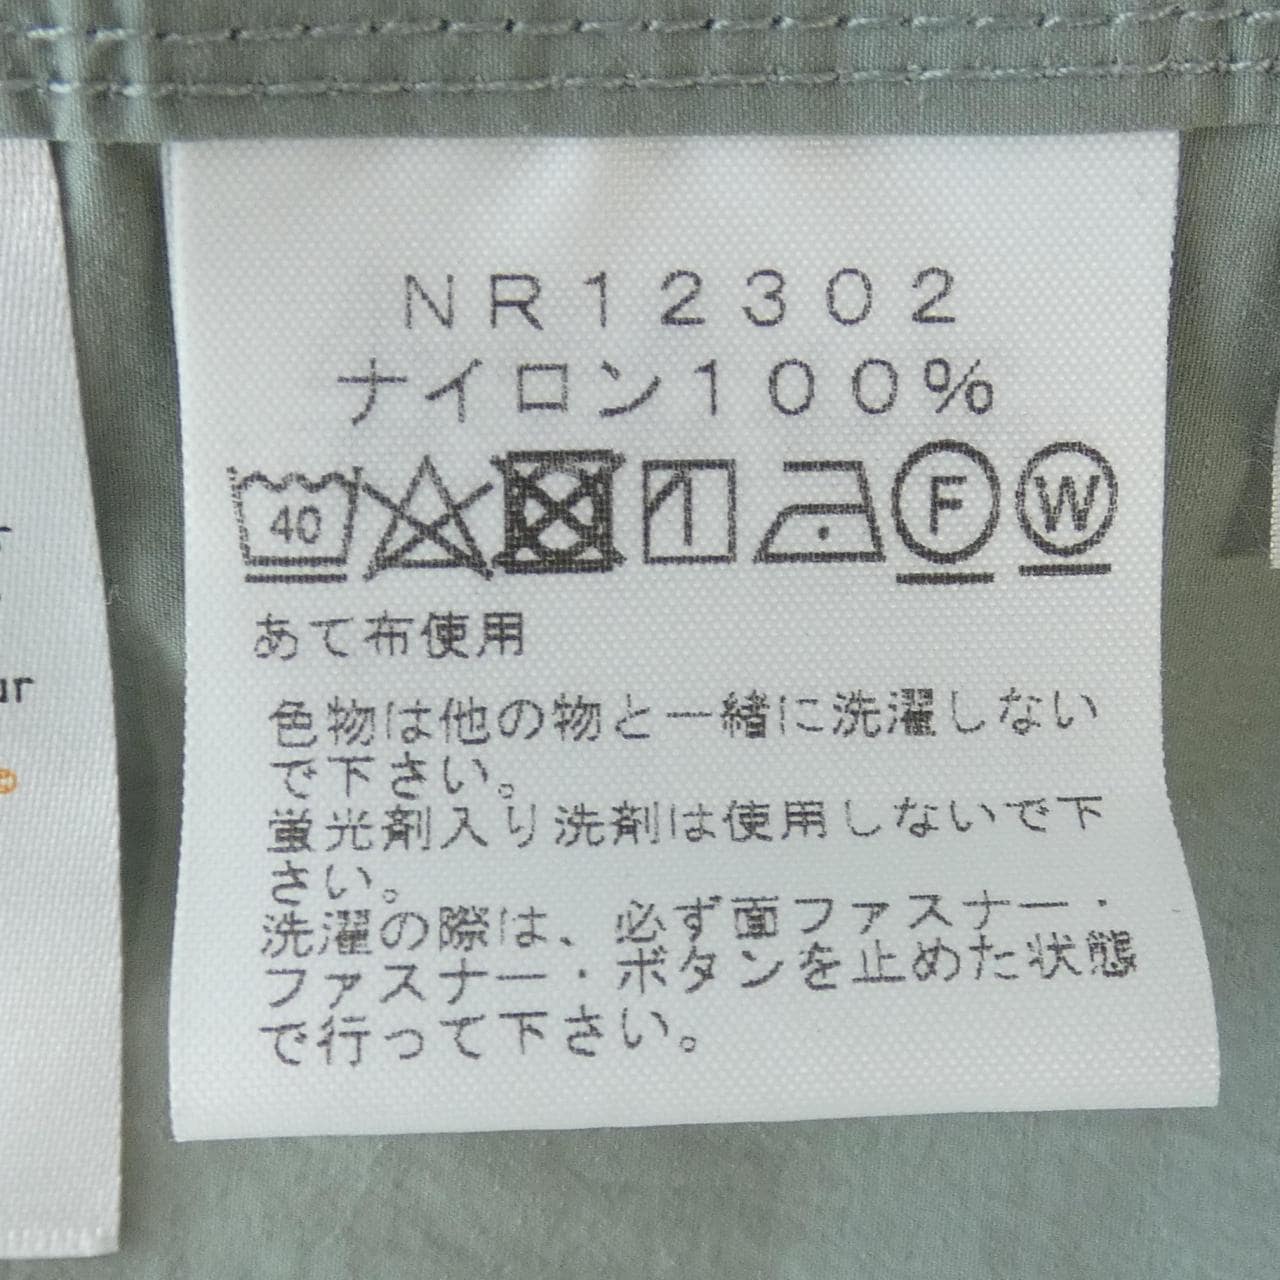 NR12302
ナイロン100%
40
F
W
あて布使用
色物は他の物と一緒に洗濯しない
で下さい。
蛍光剤入り洗剤は使用しないで下
さい。
洗濯の際は、必ず面ファスナー・
ファスナー・ボタンを止めた状態
で行って下さい。